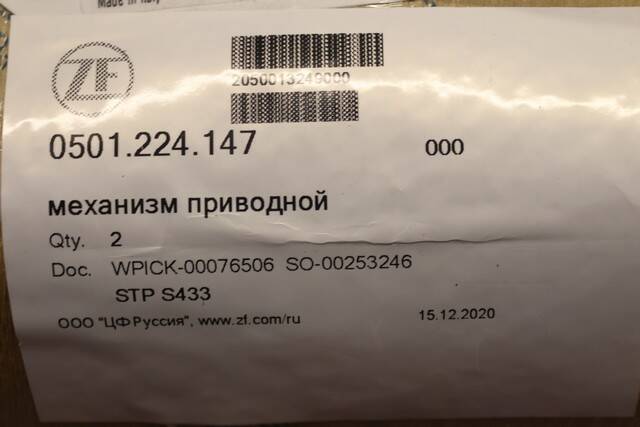 Made in Italy
ZF
2050013249000
0501.224.147 000
механизм приводной
Qty. 2
Doc. WPICK-00076506 SO-00253246
STP S433
ООО "ЦФ Руссия", www.zf.com/ru 15.12.2020